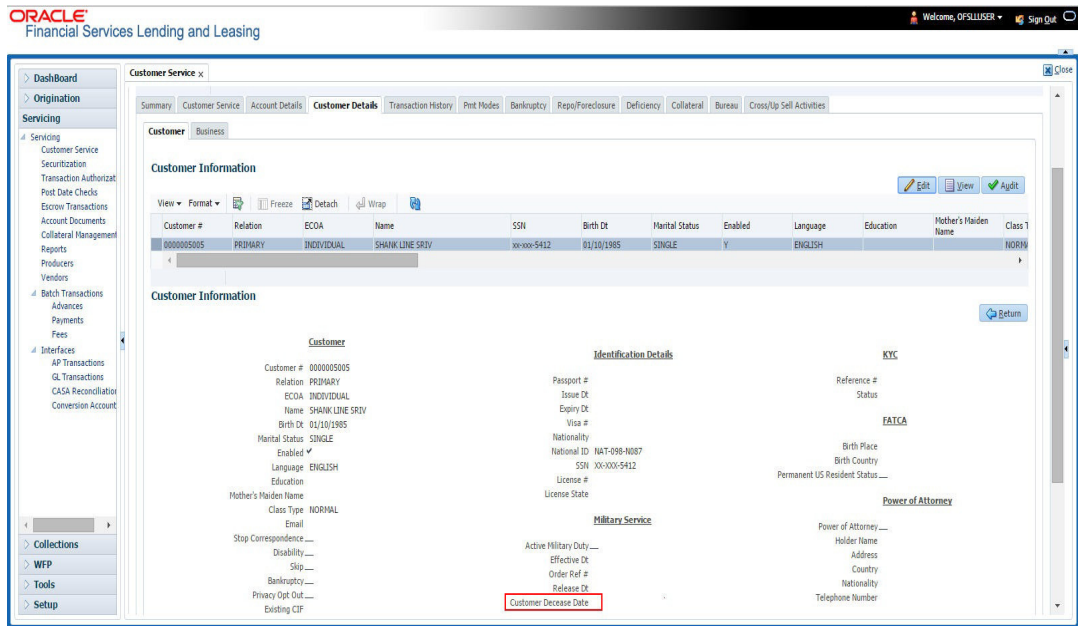 ORACLE
Financial Services Lending and Leasing
Welcome, OFSLLUSER
Sign Out
Close
DashBoard
Origination
Servicing
Servicing
Customer Service
Securitization
Transaction Authorizat
Post Date Checks
Escrow Transactions
Account Documents
Collateral Management
Reports
Producers
Vendors
Batch Transactions
Advances
Payments
Fees
Interfaces
AP Transactions
GL Transactions
CASA Reconciliation
Conversion Account
Collections
WFP
Tools
Setup
Customer Service x
Summary Customer Service Account Details Customer Details Transaction History Pmt Modes Bankruptcy Repo/Foreclosure Deficiency Collateral Bureau Cross/Up Sell Activities
Customer Business
Customer Information
Edit View Audit
View Format Freeze Detach Wrap
Customer # Relation ECOA Name SSN Birth Dt Marital Status Enabled Language Education Mother's Maiden Name Class T
0000005005 PRIMARY INDIVIDUAL SHANK LINE SRIV xx-xxx-5412 01/10/1985 SINGLE Y ENGLISH NORM
Customer Information
Return
Customer
Customer # 0000005005
Relation PRIMARY
ECOA INDIVIDUAL
Name SHANK LINE SRIV
Birth Dt 01/10/1985
Marital Status SINGLE
Enabled
Language ENGLISH
Education
Mother's Maiden Name
Class Type NORMAL
Email
Stop Correspondence
Disability
Skip
Bankruptcy
Privacy Opt Out
Existing CIF
Identification Details
Passport #
Issue Dt
Expiry Dt
Visa #
Nationality
National ID NAT-098-N087
SSN XX-XXX-5412
License #
License State
Military Service
Active Military Duty
Effective Dt
Order Ref #
Release Dt
Customer Decease Date
KYC
Reference #
Status
FATCA
Birth Place
Birth Country
Permanent US Resident Status
Power of Attorney
Power of Attorney
Holder Name
Address
Country
Nationality
Telephone Number